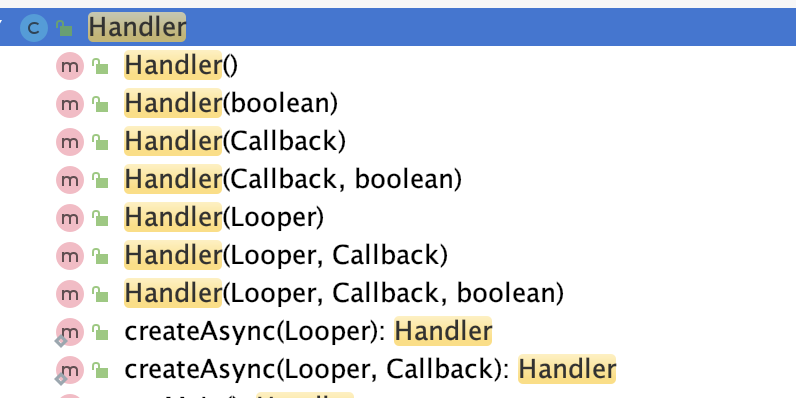 Handler
Handler()
Handler(boolean)
Handler(Callback)
Handler(Callback, boolean)
Handler(Looper)
Handler(Looper, Callback)
Handler(Looper, Callback, boolean)
createAsync(Looper): Handler
createAsync(Looper, Callback): Handler